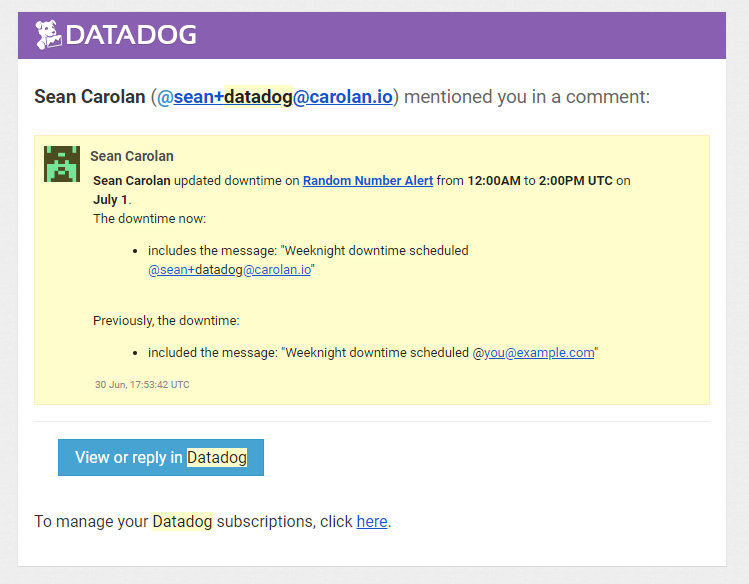 DATADOG
Sean Carolan (@sean+datadog@carolan.io) mentioned you in a comment:
Sean Carolan
Sean Carolan updated downtime on Random Number Alert from 12:00AM to 2:00PM UTC on
July 1.
The downtime now:
• includes the message: "Weeknight downtime scheduled
@sean+datadog@carolan.io"
Previously, the downtime:
• included the message: "Weeknight downtime scheduled @you@example.com"
30 Jun, 17:53:42 UTC
View or reply in Datadog
To manage your Datadog subscriptions, click here.